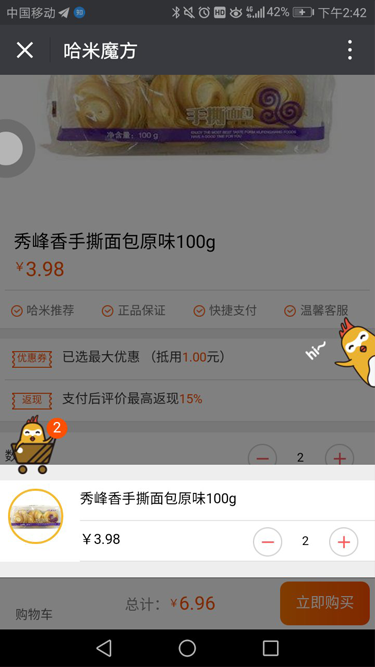 中国移动 HD 4G 42% 下午2:42
哈米魔方
手撕面包
净含量：100 g
秀峰香手撕面包原味100g
￥3.98
哈米推荐 正品保证 快捷支付 温馨客服
hi~
优惠券 已选最大优惠 （抵用1.00元）
返现 支付后评价最高返现15%
2
数 2
秀峰香手撕面包原味100g
￥3.98 2
购物车 总计：￥6.96 立即购买